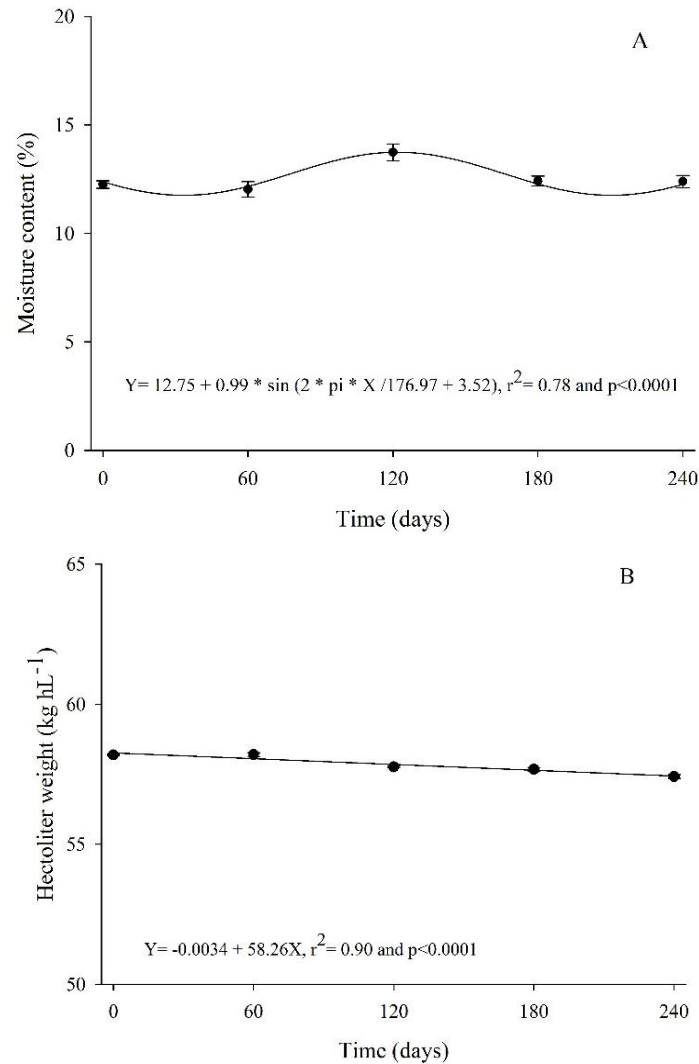 20
A
15
10
5
0
Moisture content (%)
Y= 12.75 + 0.99 * sin (2 * pi * X /176.97 + 3.52), r2= 0.78 and p<0.0001
0 60 120 180 240
Time (days)
65
B
60
55
50
Hectoliter weight (kg hL-1)
Y= -0.0034 + 58.26X, r2= 0.90 and p<0.0001
0 60 120 180 240
Time (days)